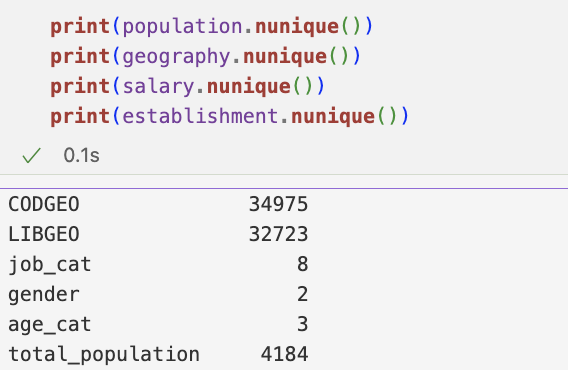 print(population.nunique())
print(geography.nunique())
print(salary.nunique())
print(establishment.nunique())
✓ 0.1s
CODGEO 34975
LIBGEO 32723
job_cat 8
gender 2
age_cat 3
total_population 4184